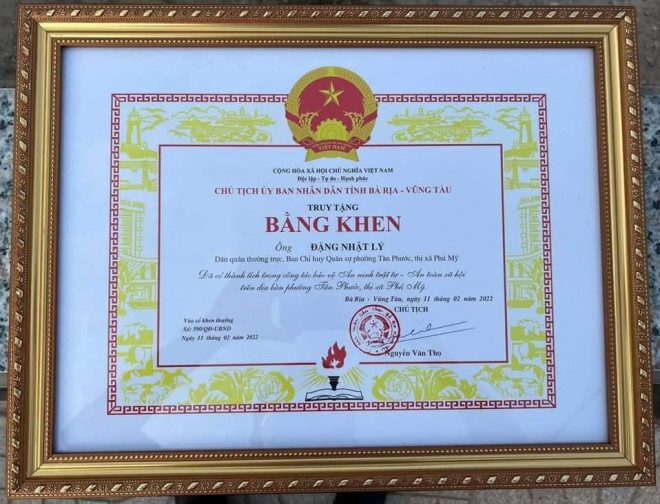 VIỆT NAM
CỘNG HÒA XÃ HỘI CHỦ NGHĨA VIỆT NAM
Độc lập - Tự do - Hạnh phúc
CHỦ TỊCH ỦY BAN NHÂN DÂN TỈNH BÀ RỊA - VŨNG TÀU
TRUY TẶNG
BẰNG KHEN
Ông ĐẶNG NHẬT LÝ
Dân quân thường trực, Ban Chỉ huy Quân sự phường Tân Phước, thị xã Phú Mỹ
Đã có thành tích trong công tác bảo vệ An ninh trật tự - An toàn xã hội
trên địa bàn phường Tân Phước, thị xã Phú Mỹ.
Bà Rịa - Vũng Tàu, ngày 11 tháng 02 năm 2022
CHỦ TỊCH
Vào sổ khen thưởng
Số: 390/QĐ-UBND
Ngày 11 tháng 02 năm 2022
Nguyễn Văn Thọ